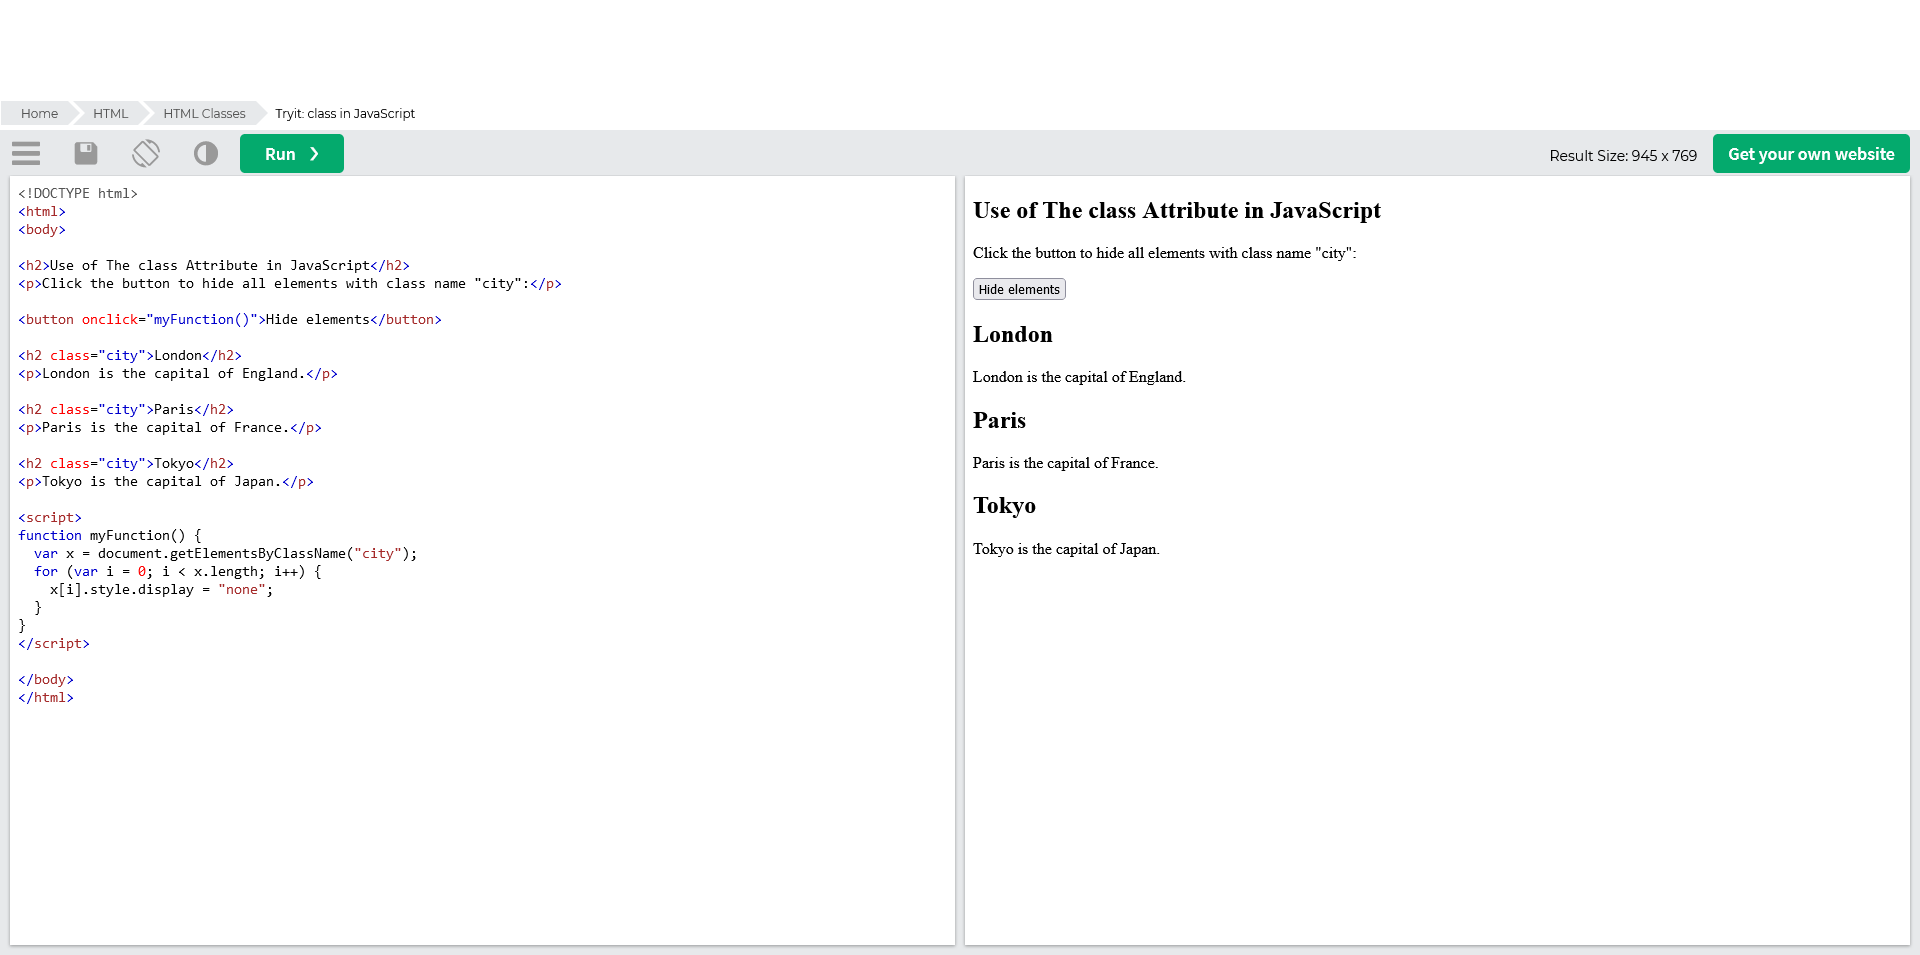 Home HTML HTML Classes Tryit: class in JavaScript
Run ❯ Result Size: 945 x 769 Get your own website
<!DOCTYPE html>
<html>
<body>
<h2>Use of The class Attribute in JavaScript</h2>
<p>Click the button to hide all elements with class name "city":</p>
<button onclick="myFunction()">Hide elements</button>
<h2 class="city">London</h2>
<p>London is the capital of England.</p>
<h2 class="city">Paris</h2>
<p>Paris is the capital of France.</p>
<h2 class="city">Tokyo</h2>
<p>Tokyo is the capital of Japan.</p>
<script>
function myFunction() {
  var x = document.getElementsByClassName("city");
  for (var i = 0; i < x.length; i++) {
    x[i].style.display = "none";
  }
}
</script>
</body>
</html>
Use of The class Attribute in JavaScript
Click the button to hide all elements with class name "city":
Hide elements
London
London is the capital of England.
Paris
Paris is the capital of France.
Tokyo
Tokyo is the capital of Japan.